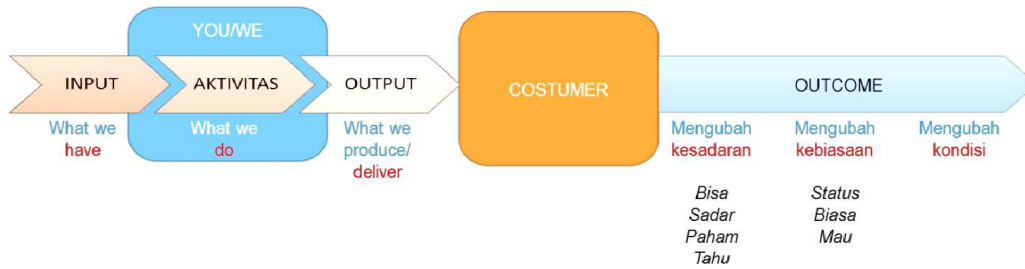 YOU/WE
INPUT
AKTIVITAS
OUTPUT
COSTUMER
OUTCOME
What we
have
What we
do
What we
produce/
deliver
Mengubah
kesadaran
Mengubah
kebiasaan
Mengubah
kondisi
Bisa
Sadar
Paham
Tahu
Status
Biasa
Mau